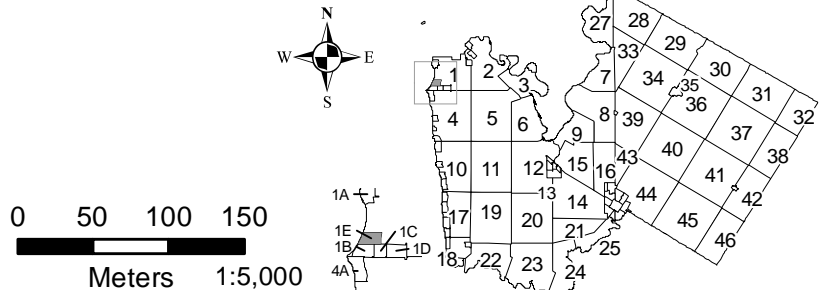 N
W E
S
27 28
29
33 30
1 2 34 31
3 7 35
36 32
4 5 6 8 39 37
9 40 38
10 11 12 15 16 43 41
13 44 42
14 45
17 19 20 46
21
25
18 22 23 24
1A
1E 1C
1B 1D
4A
0 50 100 150
Meters 1:5,000